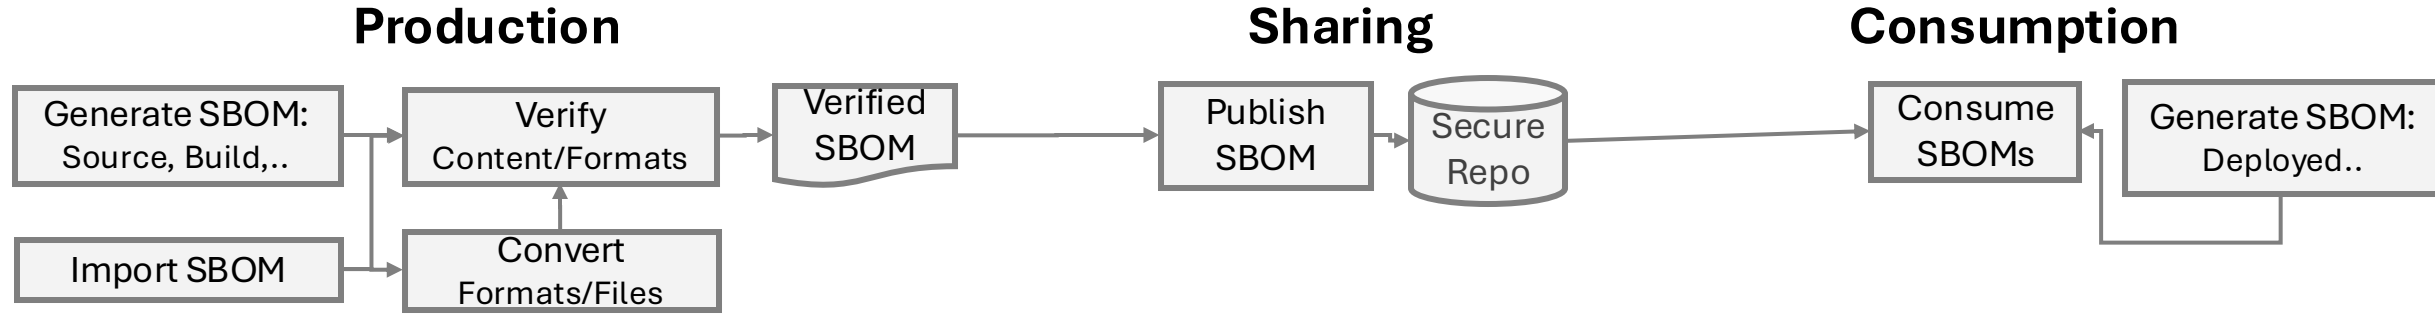 Production
Sharing
Consumption
Generate SBOM:
Source, Build,..
Verify
Content/Formats
Verified
SBOM
Publish
SBOM
Secure
Repo
Consume
SBOMs
Generate SBOM:
Deployed..
Import SBOM
Convert
Formats/Files